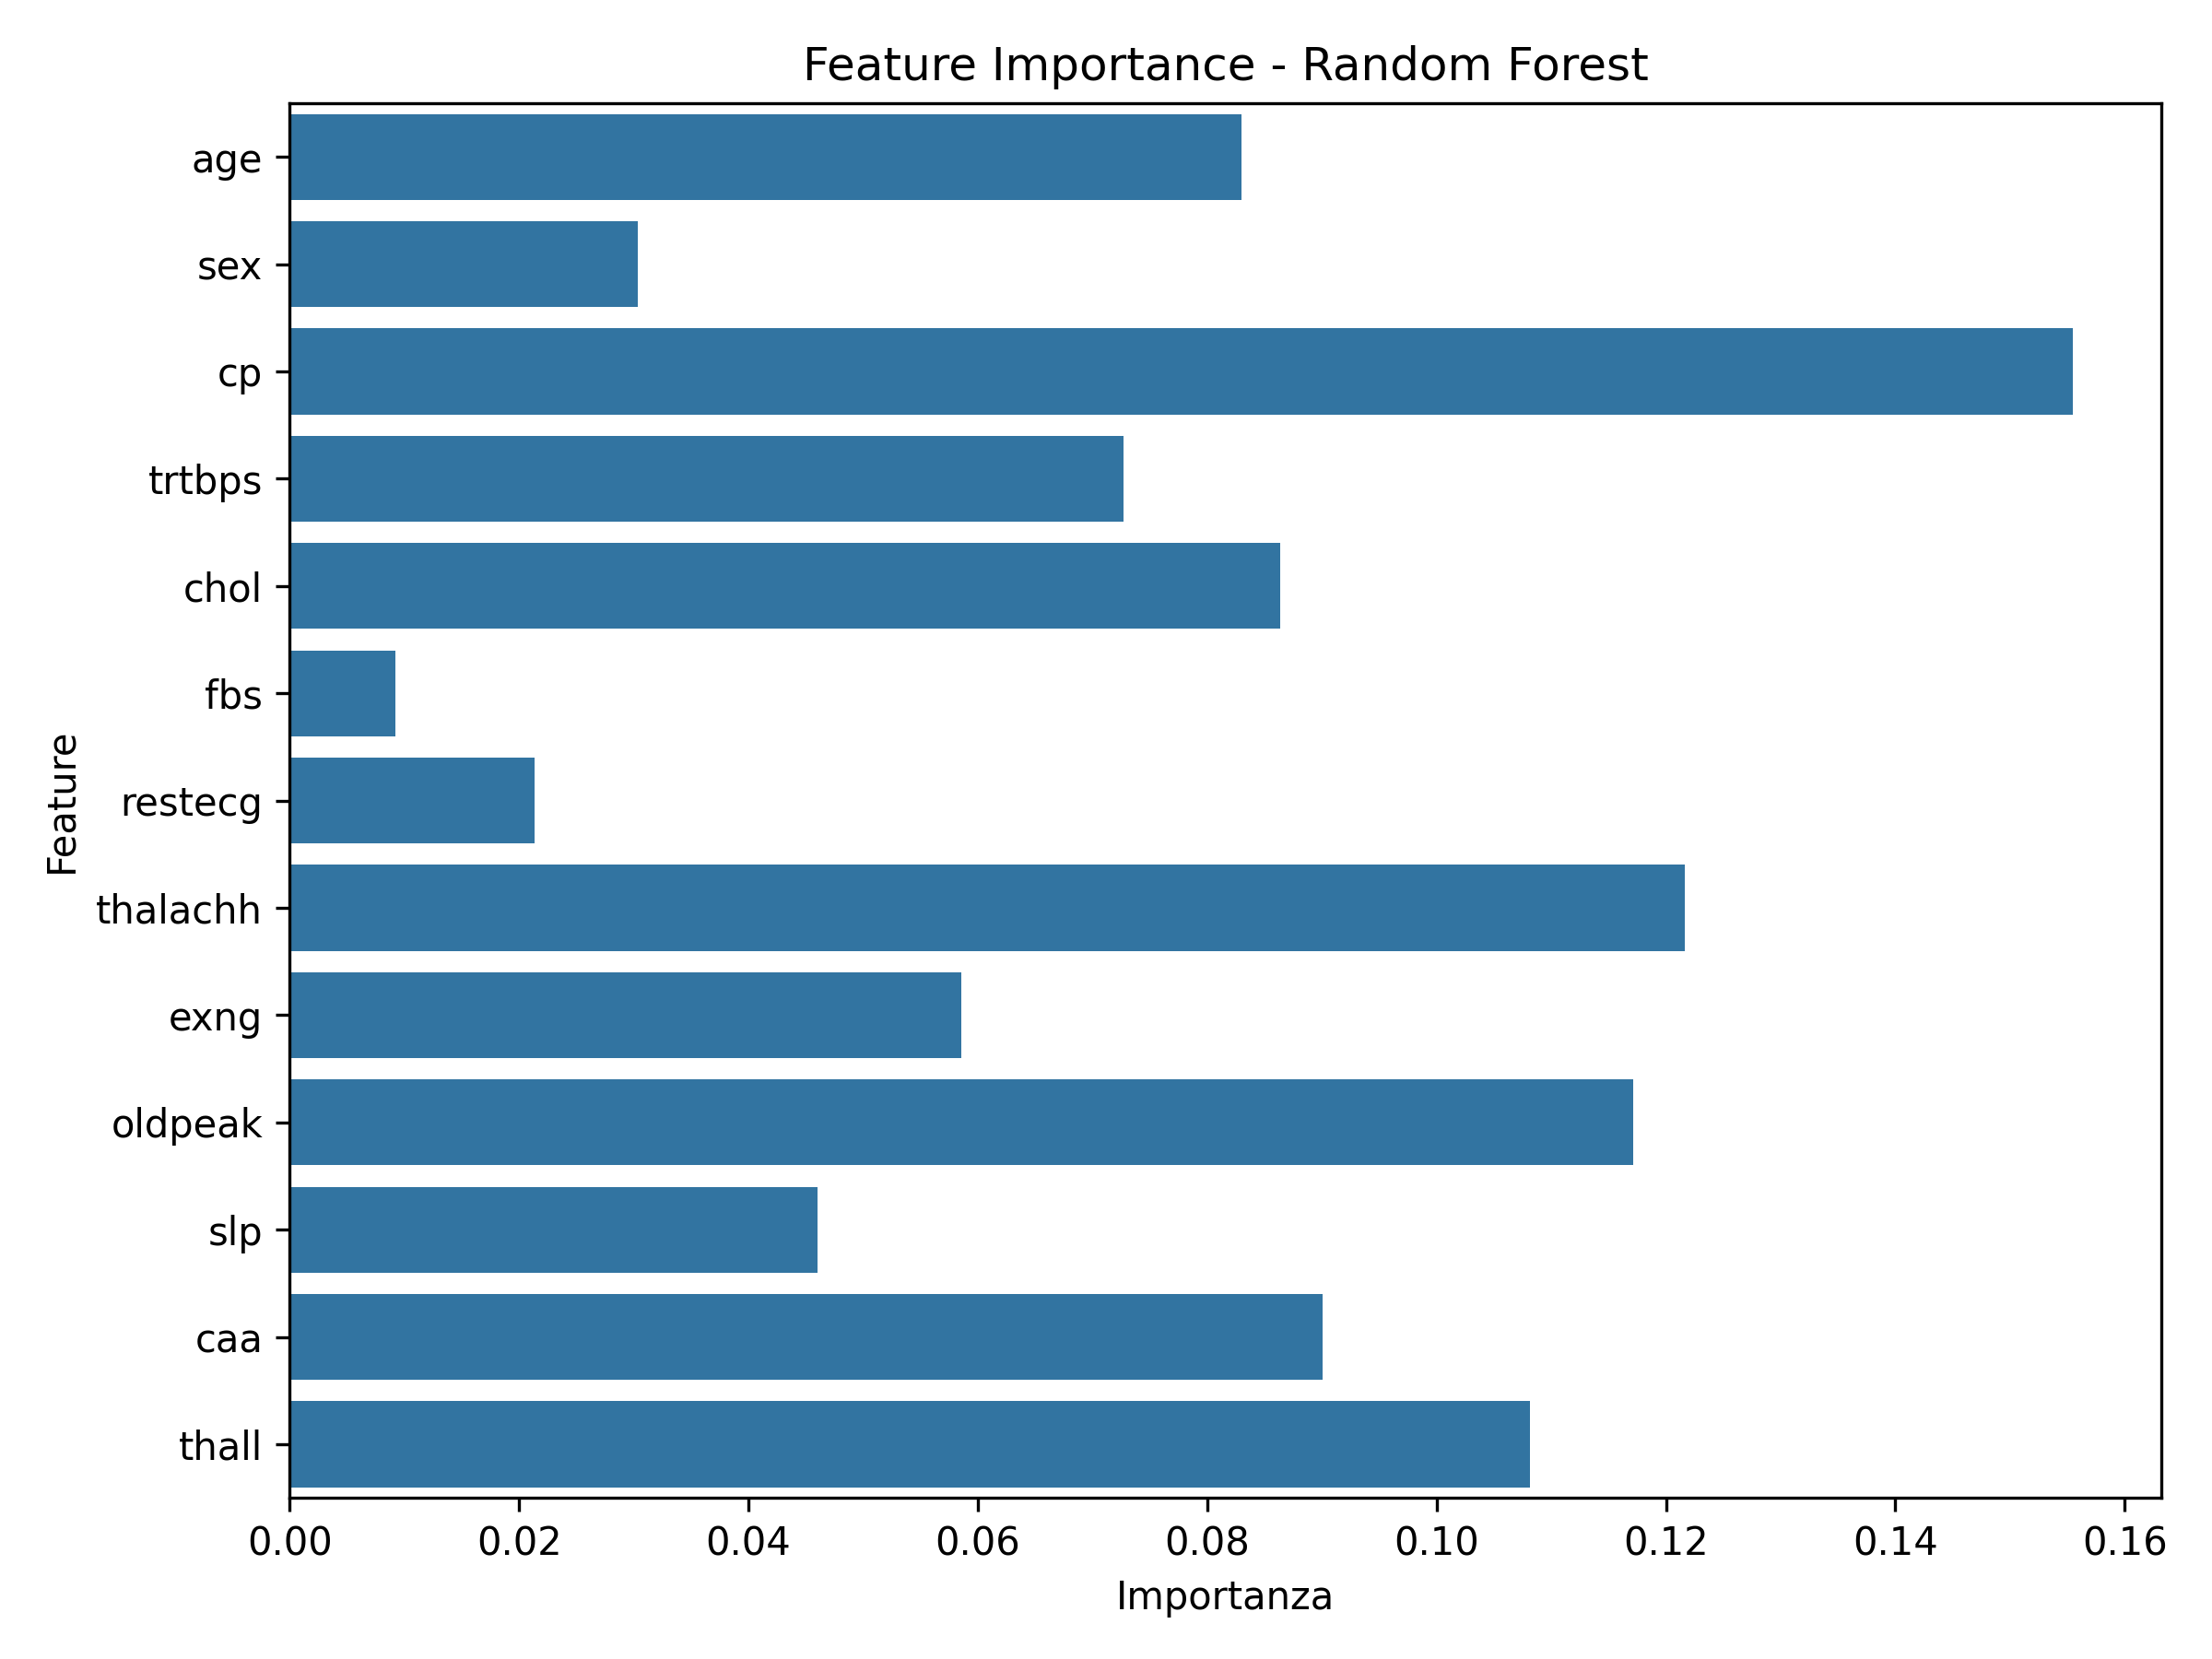 Feature Importance - Random Forest
Feature
age
sex
cp
trtbps
chol
fbs
restecg
thalachh
exng
oldpeak
slp
caa
thall
0.00 0.02 0.04 0.06 0.08 0.10 0.12 0.14 0.16
Importanza